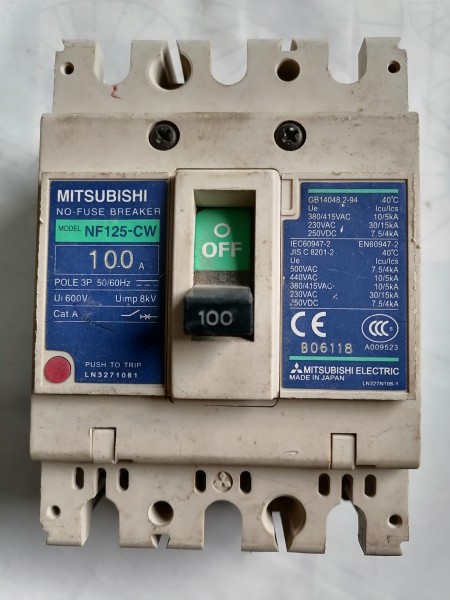 MITSUBISHI
NO-FUSE BREAKER
MODEL NF125-CW
100 A
POLE 3P 50/60Hz
Ui 600V Uimp 8kV
Cat.A
PUSH TO TRIP
LN3271081
OFF
100
GB14048.2-94 40℃
Ue Icu/Ics
380/415VAC 10/5kA
230VAC 30/15kA
250VDC 7.5/4kA
IEC60947-2 EN60947-2
JIS C 8201-2 40℃
Ue Icu/Ics
500VAC 7.5/4kA
440VAC 10/5kA
380/415VAC 10/5kA
230VAC 30/15kA
250VDC 7.5/4kA
CE CCC
B06118 A009523
MITSUBISHI ELECTRIC
MADE IN JAPAN LN327N106-1